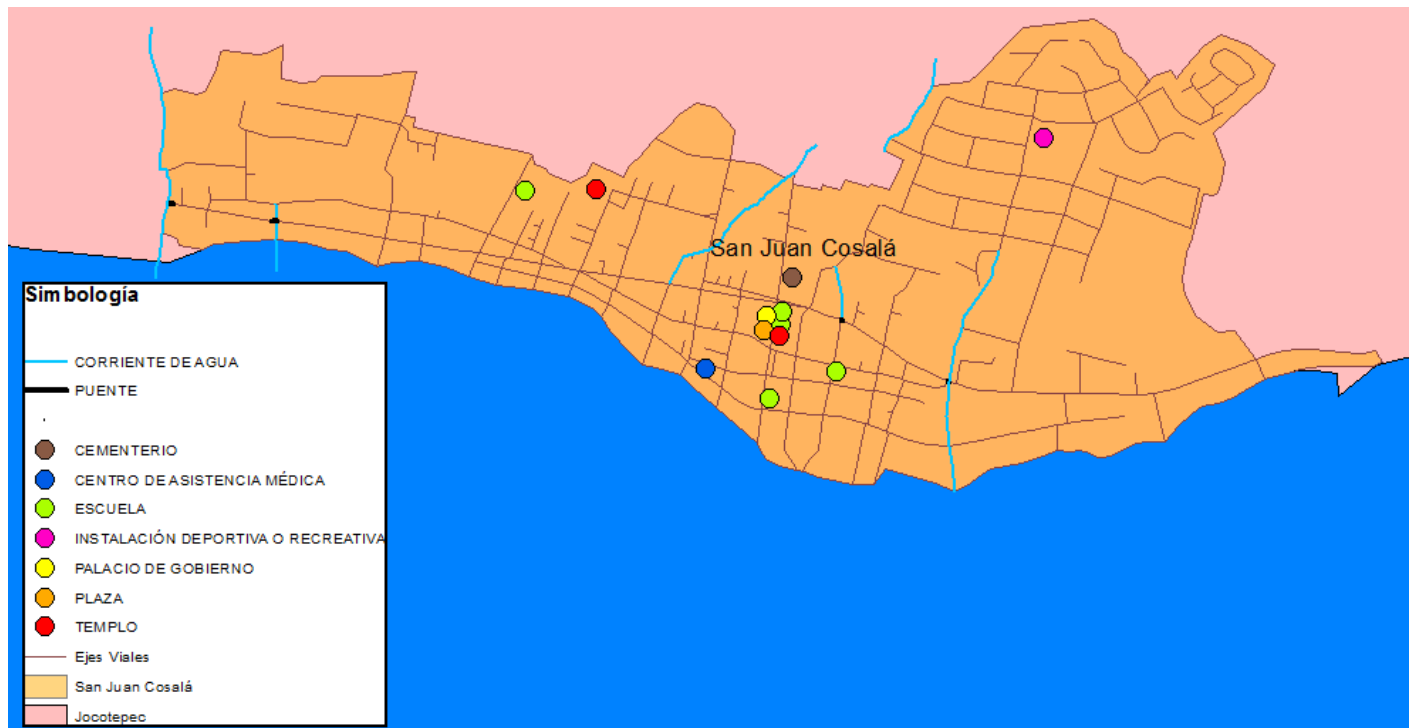 San Juan Cosalá
Simbología
CORRIENTE DE AGUA
PUENTE
CEMENTERIO
CENTRO DE ASISTENCIA MÉDICA
ESCUELA
INSTALACIÓN DEPORTIVA O RECREATIVA
PALACIO DE GOBIERNO
PLAZA
TEMPLO
Ejes Viales
San Juan Cosalá
Jocotepec